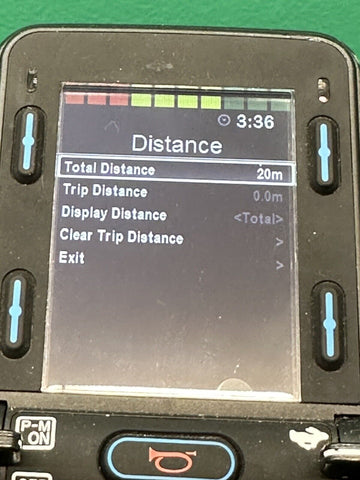 3:36
Distance
Total Distance 20m
Trip Distance 0.0m
Display Distance <Total>
Clear Trip Distance >
Exit >
P-M
ON